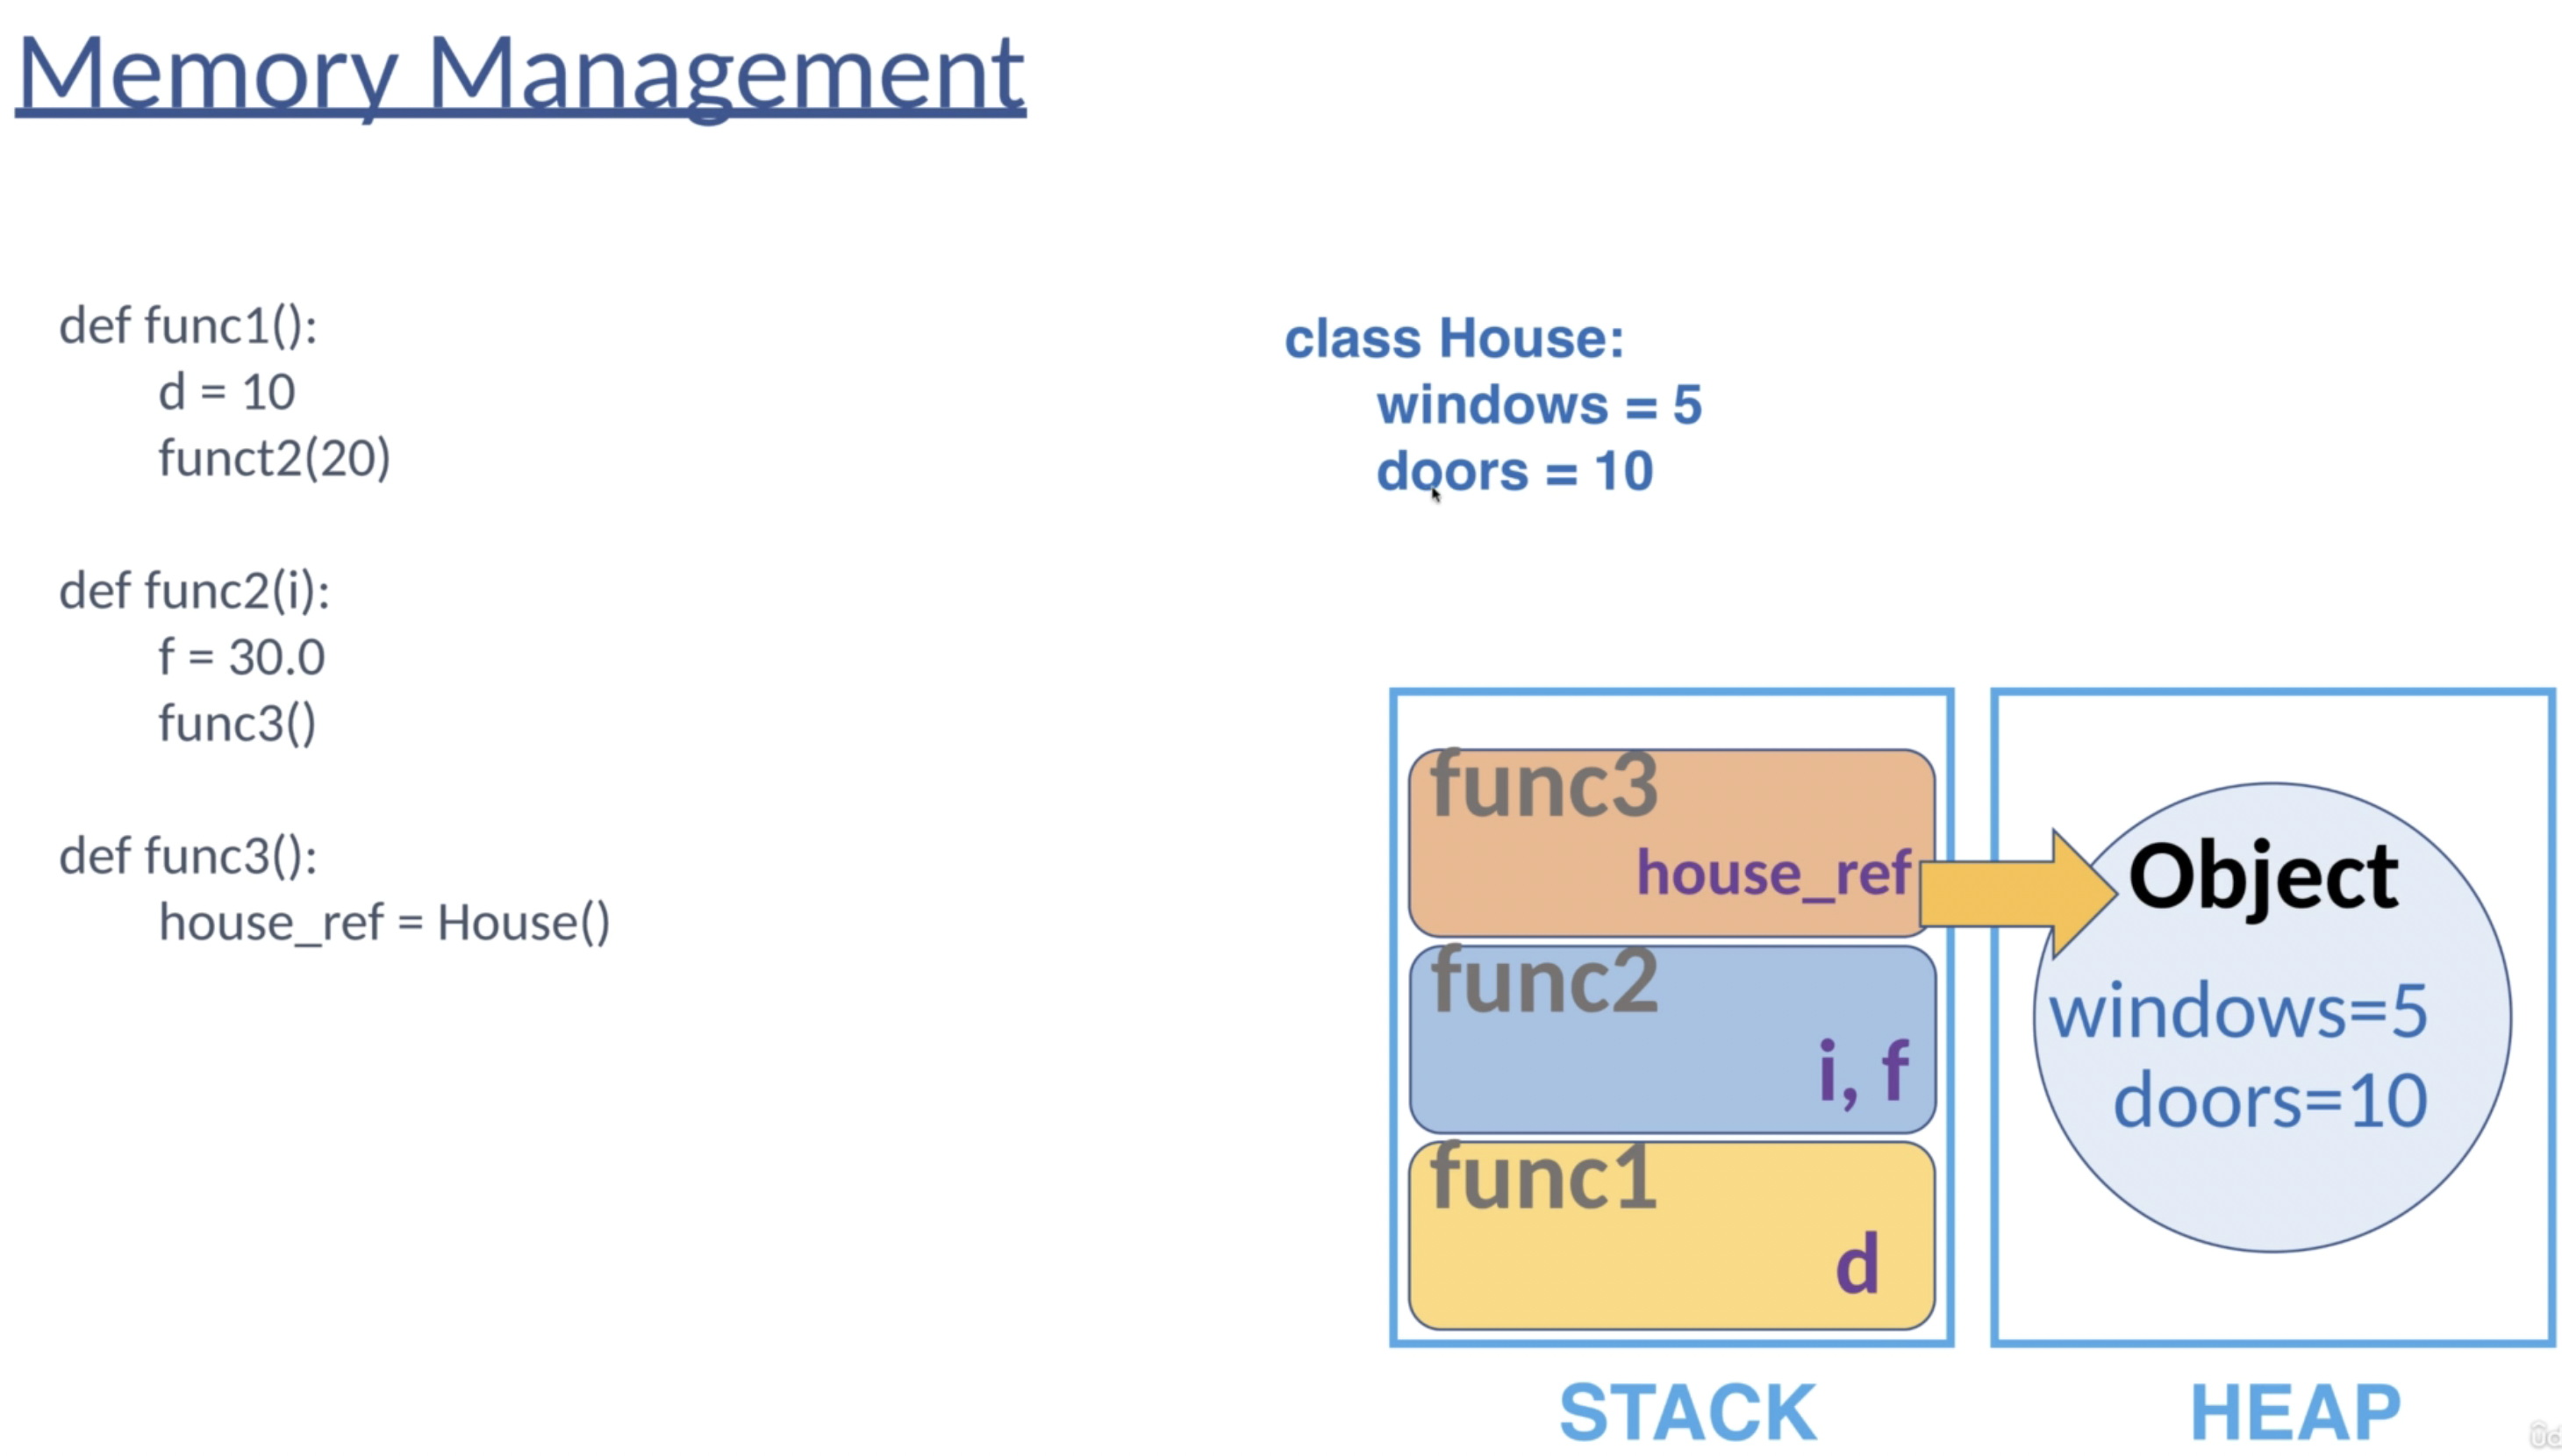 Memory Management
def func1():
d = 10
funct2(20)
def func2(i):
f = 30.0
func3()
def func3():
house_ref = House()
class House:
windows = 5
doors = 10
func3
house_ref
func2
i, f
func1
d
STACK
Object
windows=5
doors=10
HEAP